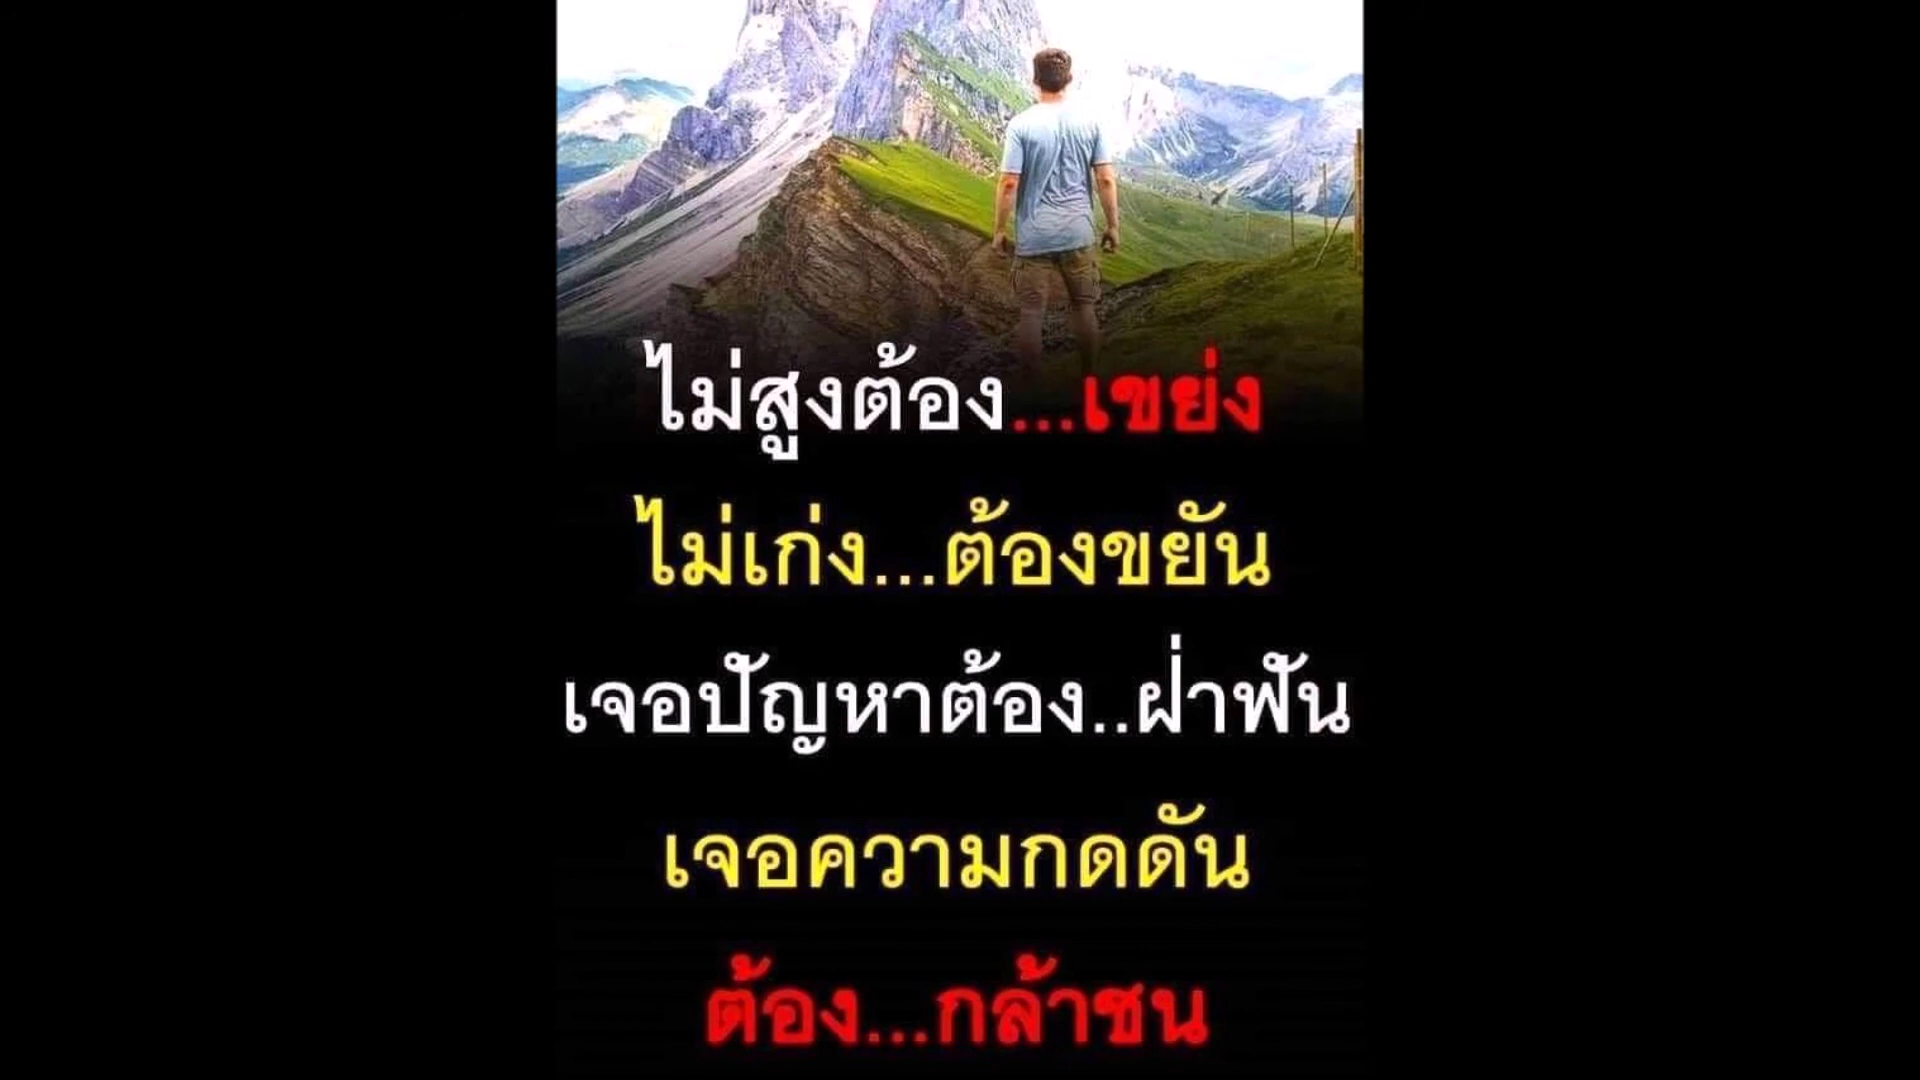 ไม่สูงต้อง...เขย่ง
ไม่เก่ง...ต้องขยัน
เจอปัญหาต้อง..ฝ่าฟัน
เจอความกดดัน
ต้อง...กล้าชน